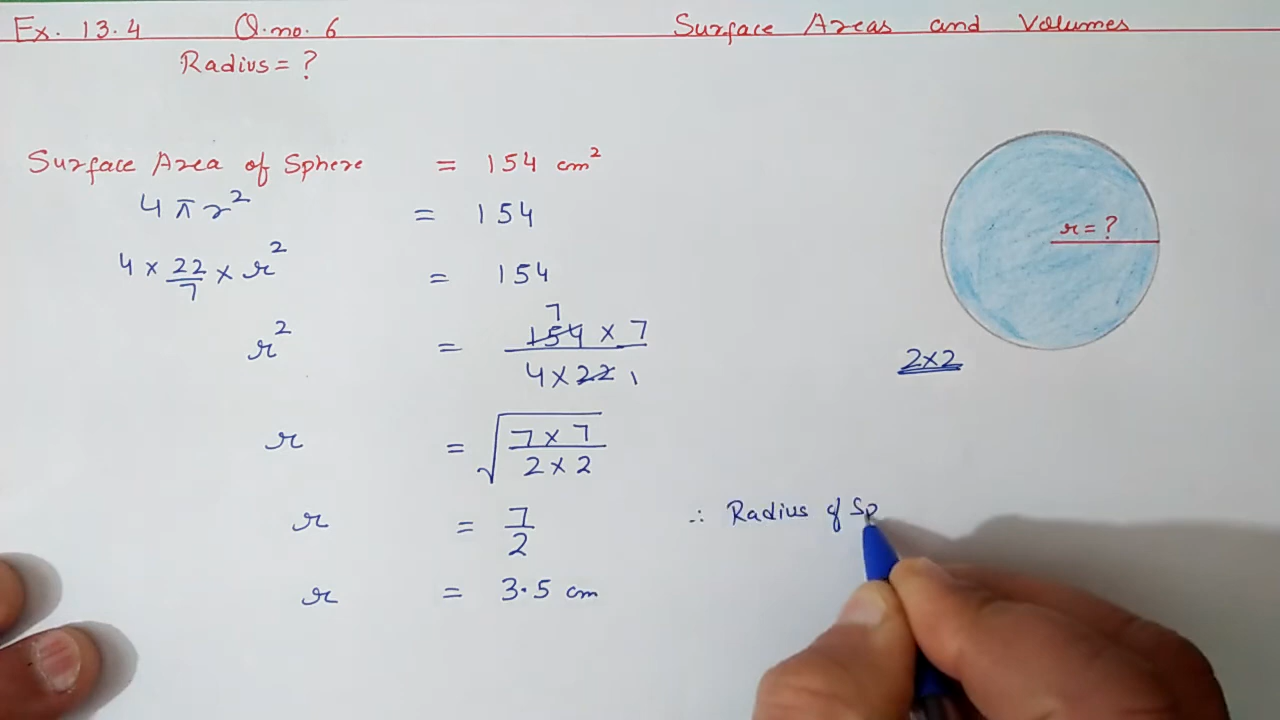 Ex. 13.4 Q.no. 6 Surface Areas and Volumes
Radius = ?
Surface Area of Sphere = 154 cm²
4πr² = 154
4 × 22/7 × r² = 154
r = ?
7
r² = 154 × 7 / 4 × 22 1
2×2
r = √(7 × 7 / 2 × 2)
r = 7/2 ∴ Radius of Sp
r = 3.5 cm